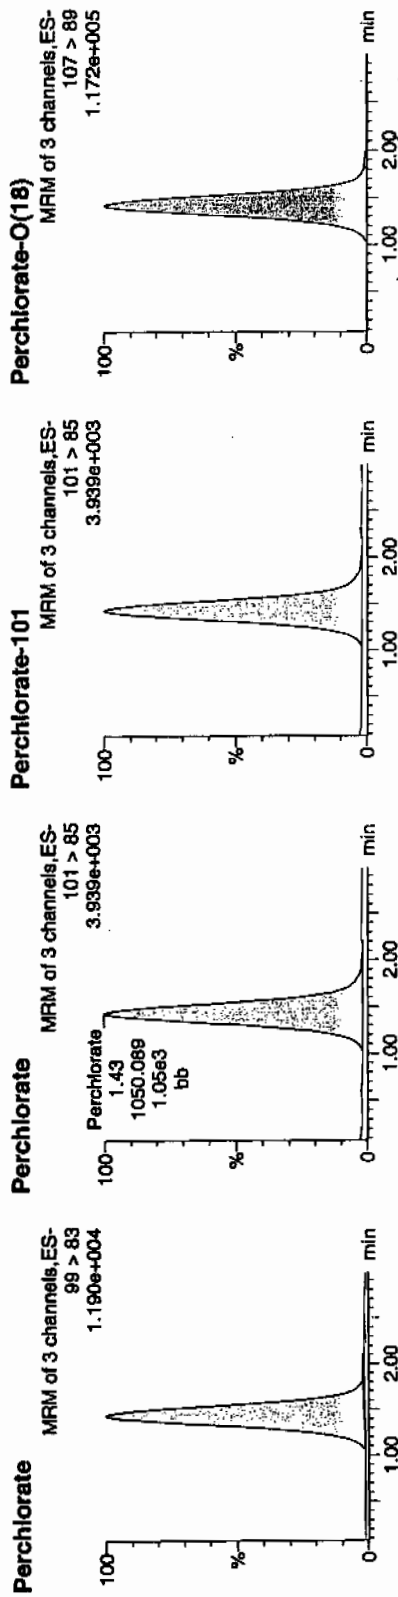 Perchlorate
MRM of 3 channels,ES-
99 > 83
1.190e+004
100
%
0
1.00
2.00
min
Perchlorate
MRM of 3 channels,ES-
101 > 85
3.939e+003
Perchlorate
1.43
1050.089
1.05e3
bb
100
%
0
1.00
2.00
min
Perchlorate-101
MRM of 3 channels,ES-
101 > 85
3.939e+003
100
%
0
1.00
2.00
min
Perchlorate-O(18)
MRM of 3 channels,ES-
107 > 89
1.172e+005
100
%
0
1.00
2.00
min